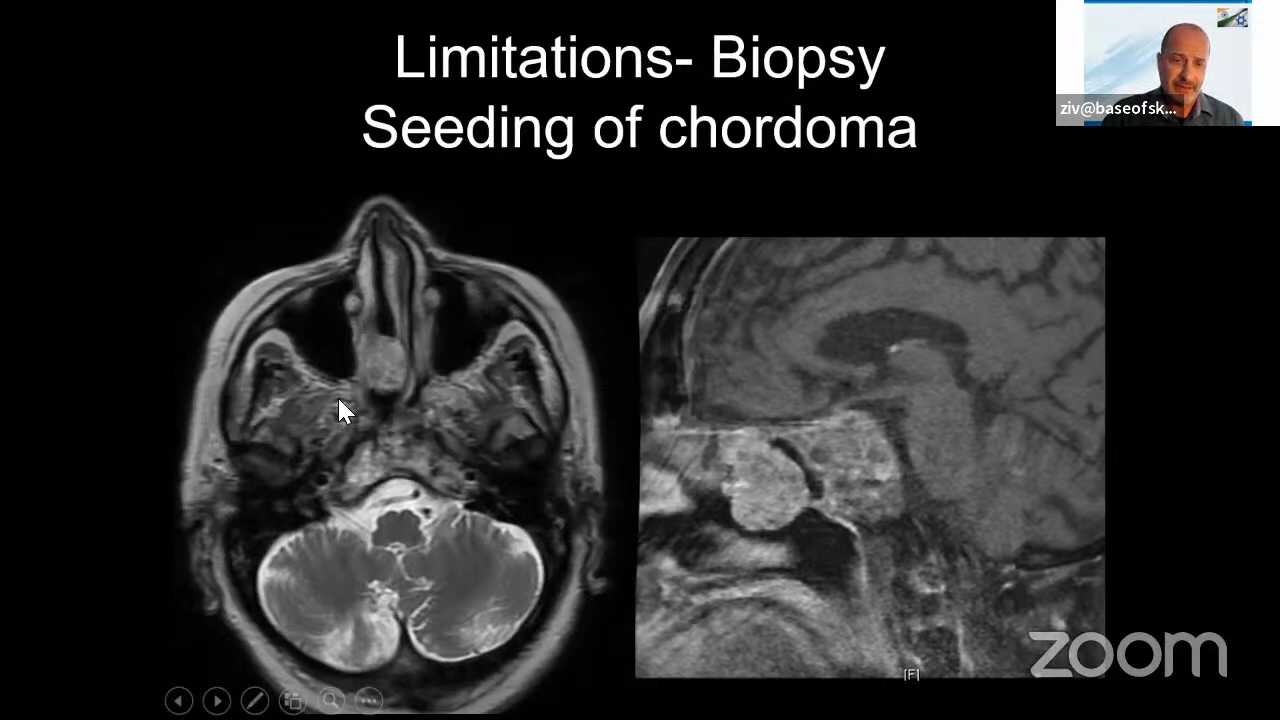 Limitations- Biopsy
Seeding of chordoma
ziv@baseofsk...
[F]
zoom